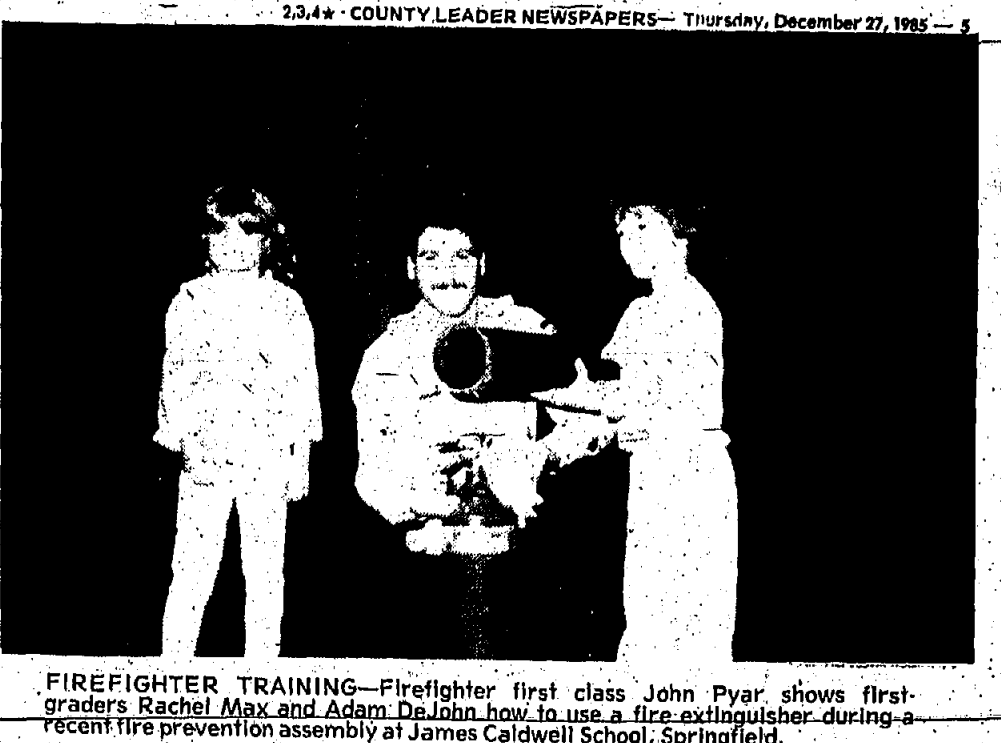 2,3,4★ · COUNTY LEADER NEWSPAPERS— Thursday, December 27, 1985 — 5
FIREFIGHTER TRAINING—Firefighter first class John Pyar shows first-
graders Rachel Max and Adam DeJohn how to use a fire extinguisher during a
recent fire prevention assembly at James Caldwell School, Springfield.